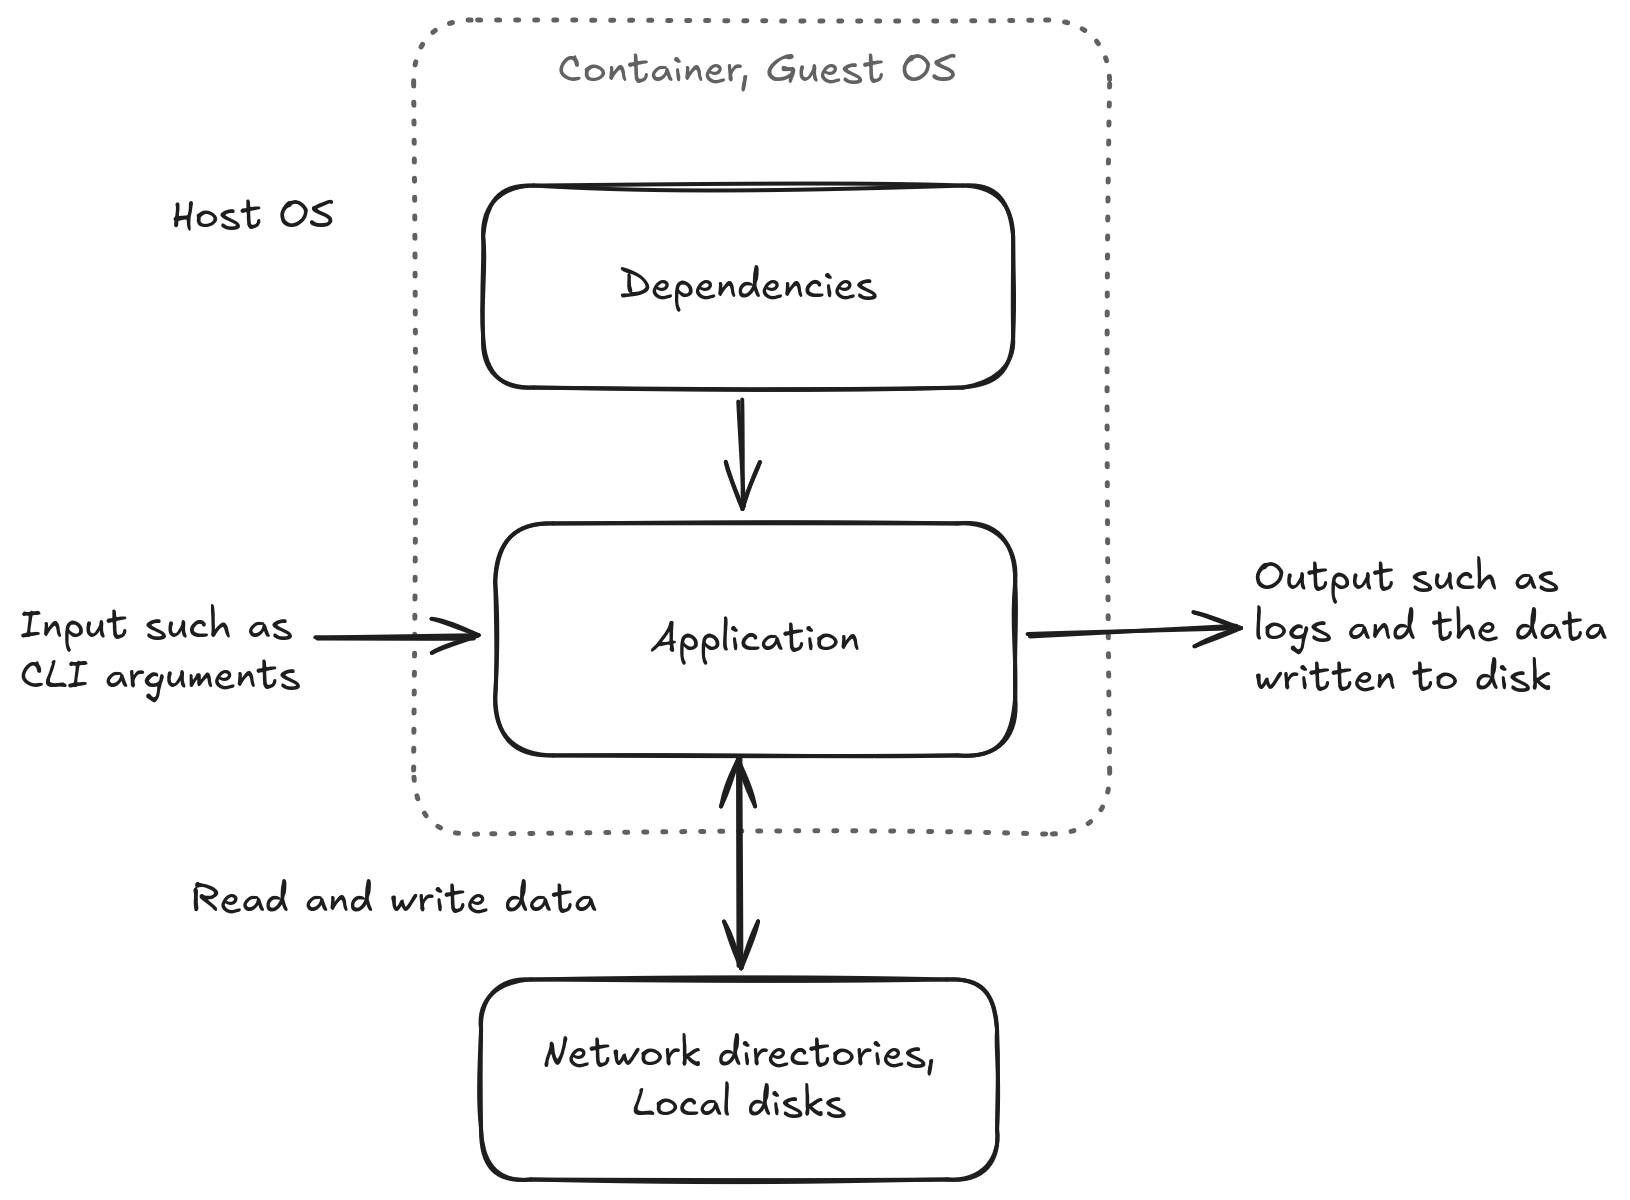 Container, Guest OS
Host OS
Dependencies
Input such as
CLI arguments
Application
Output such as
logs and the data
written to disk
Read and write data
Network directories,
Local disks